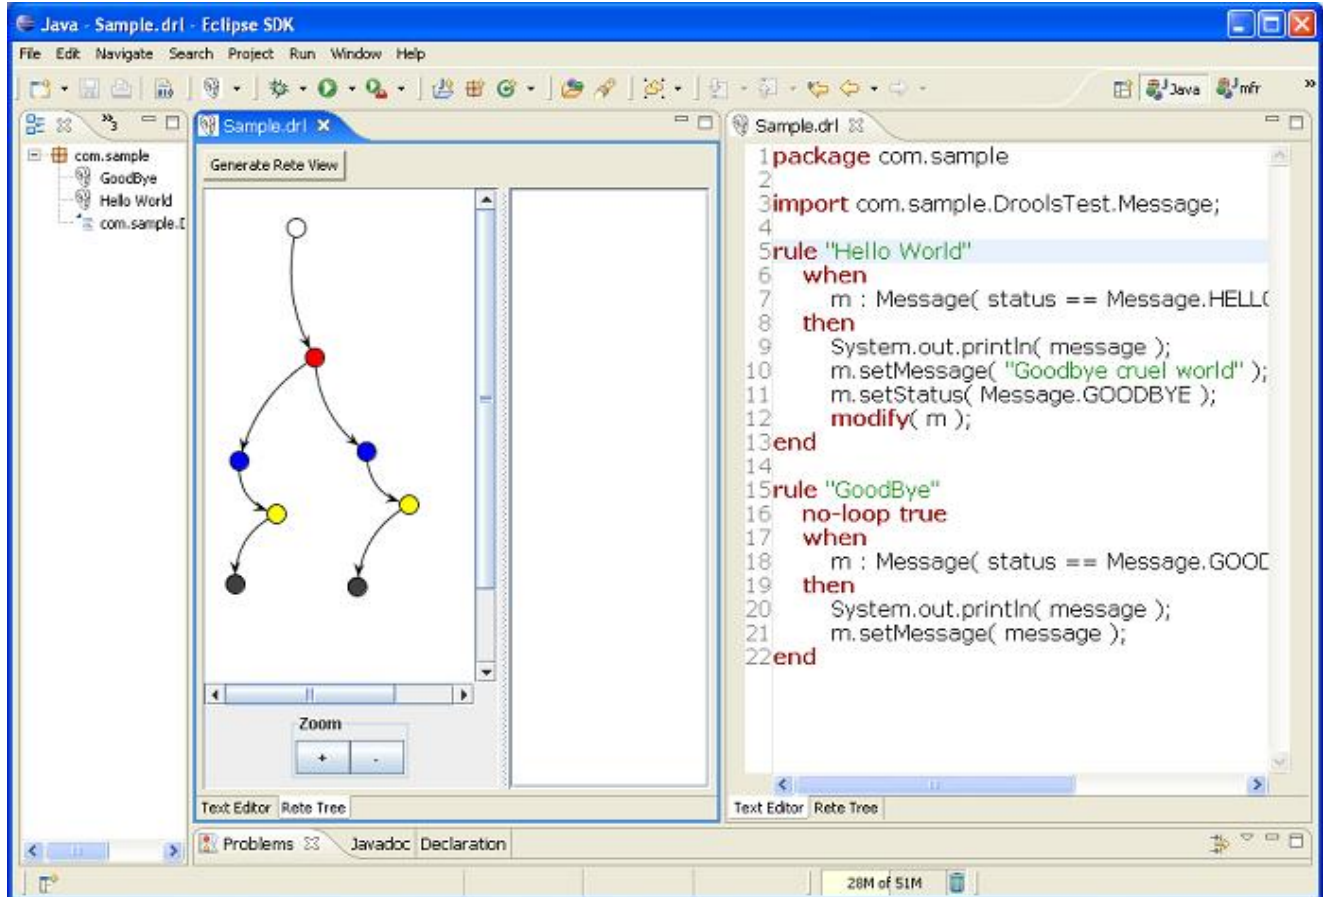 Java - Sample.drl - Eclipse SDK
File Edit Navigate Search Project Run Window Help
Java mfr
»3
com.sample
GoodBye
Hello World
com.sample.D
Sample.drl
Generate Rete View
Zoom
+ -
Text Editor Rete Tree
Sample.drl
1 package com.sample
2
3 import com.sample.DroolsTest.Message;
4
5 rule "Hello World"
6 when
7 m : Message( status == Message.HELLO
8 then
9 System.out.println( message );
10 m.setMessage( "Goodbye cruel world" );
11 m.setStatus( Message.GOODBYE );
12 modify( m );
13 end
14
15 rule "GoodBye"
16 no-loop true
17 when
18 m : Message( status == Message.GOOD
19 then
20 System.out.println( message );
21 m.setMessage( message );
22 end
Text Editor Rete Tree
Problems Javadoc Declaration
28M of 51M